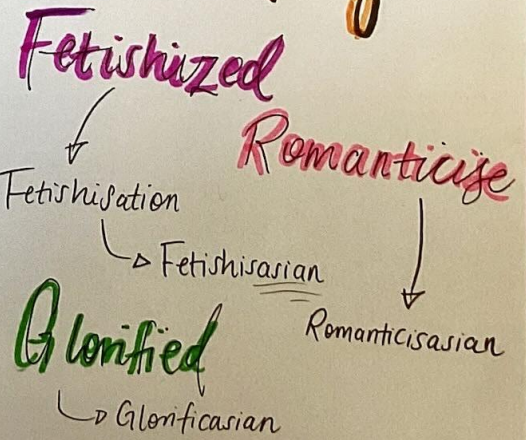 Fetishized
Romanticise
Fetishisation
Fetishisasian
Glorified
Romanticisasian
Glorificasian